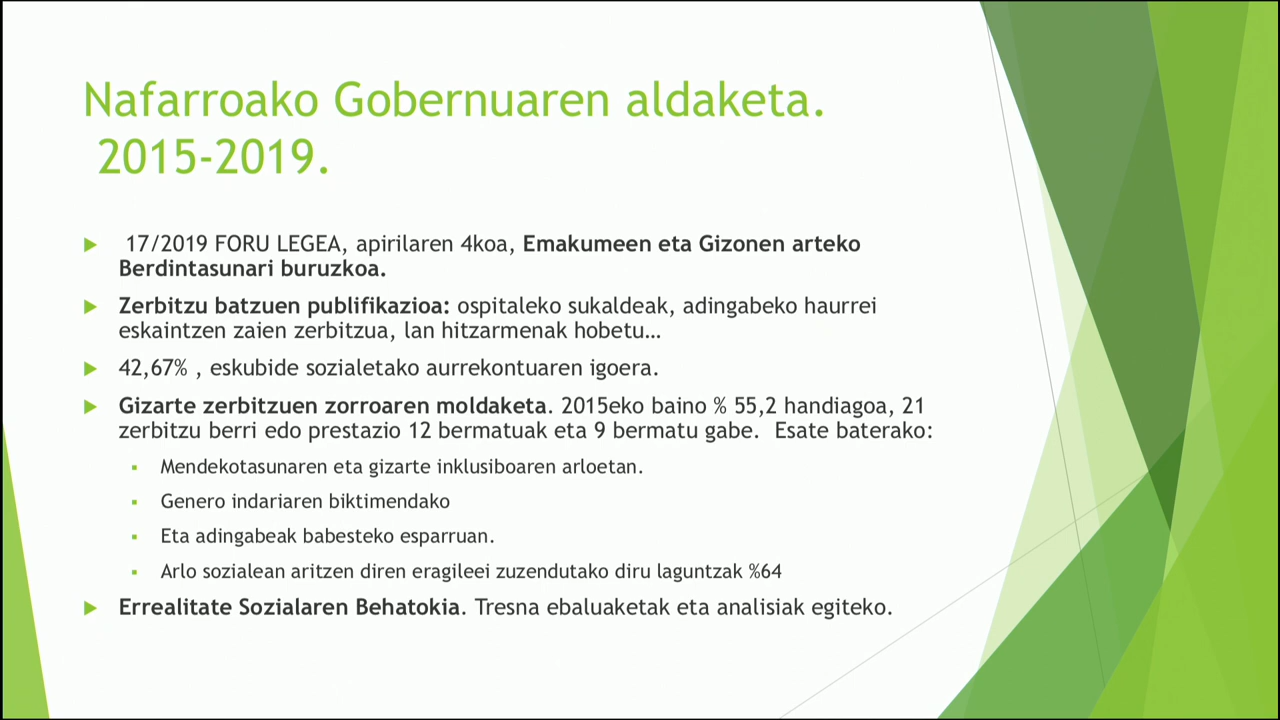 Nafarroako Gobernuaren aldaketa.
2015-2019.
17/2019 FORU LEGEA, apirilaren 4koa, Emakumeen eta Gizonen arteko
Berdintasunari buruzkoa.
Zerbitzu batzuen publifikazioa: ospitaleko sukaldeak, adingabeko haurrei
eskaintzen zaien zerbitzua, lan hitzarmenak hobetu…
42,67% , eskubide sozialetako aurrekontuaren igoera.
Gizarte zerbitzuen zorroaren moldaketa. 2015eko baino % 55,2 handiagoa, 21
zerbitzu berri edo prestazio 12 bermatuak eta 9 bermatu gabe. Esate baterako:
Mendekotasunaren eta gizarte inklusiboaren arloetan.
Genero indariaren biktimendako
Eta adingabeak babesteko esparruan.
Arlo sozialean aritzen diren eragileei zuzendutako diru laguntzak %64
Errealitate Sozialaren Behatokia. Tresna ebaluaketak eta analisiak egiteko.